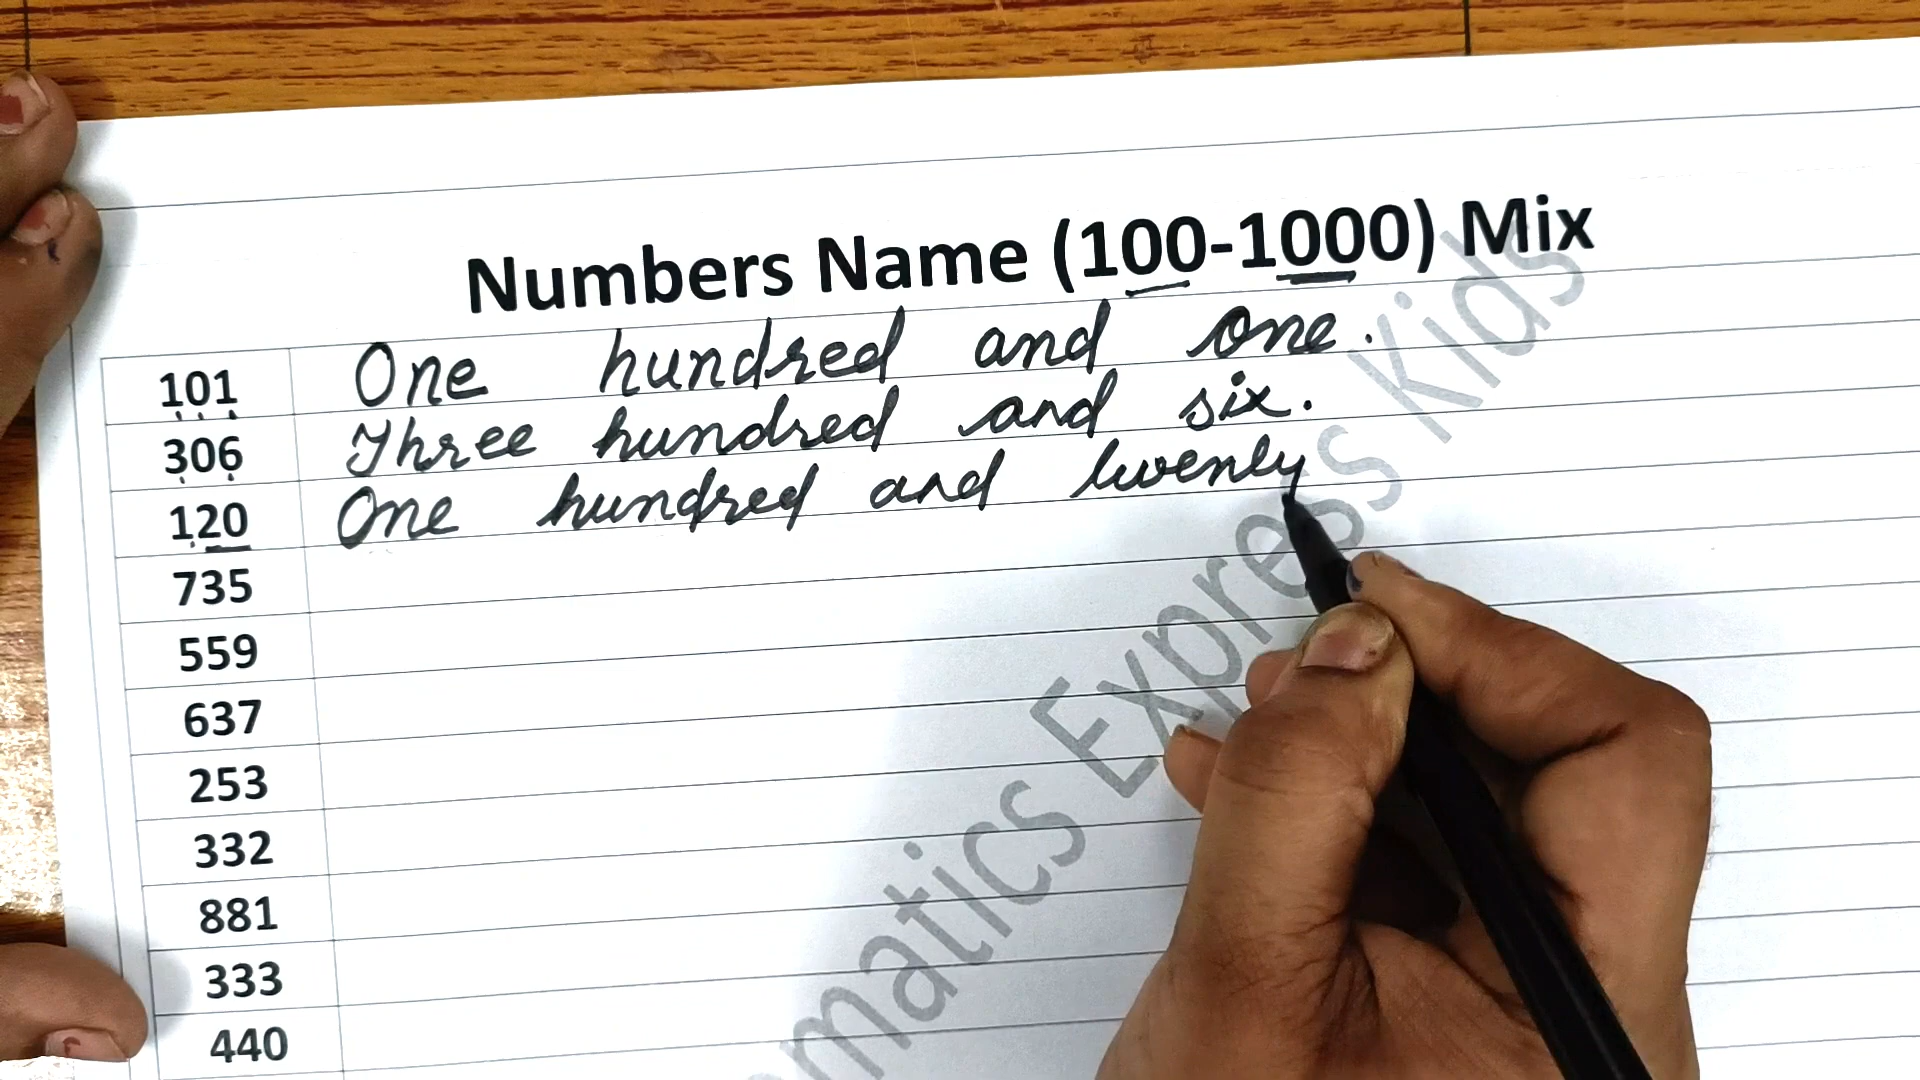 Numbers Name (100-1000) Mix
101 One hundred and one.
306 Three hundred and six.
120 One hundred and twenty
735
559
637
253
332
881
333
440
matics Express Kids